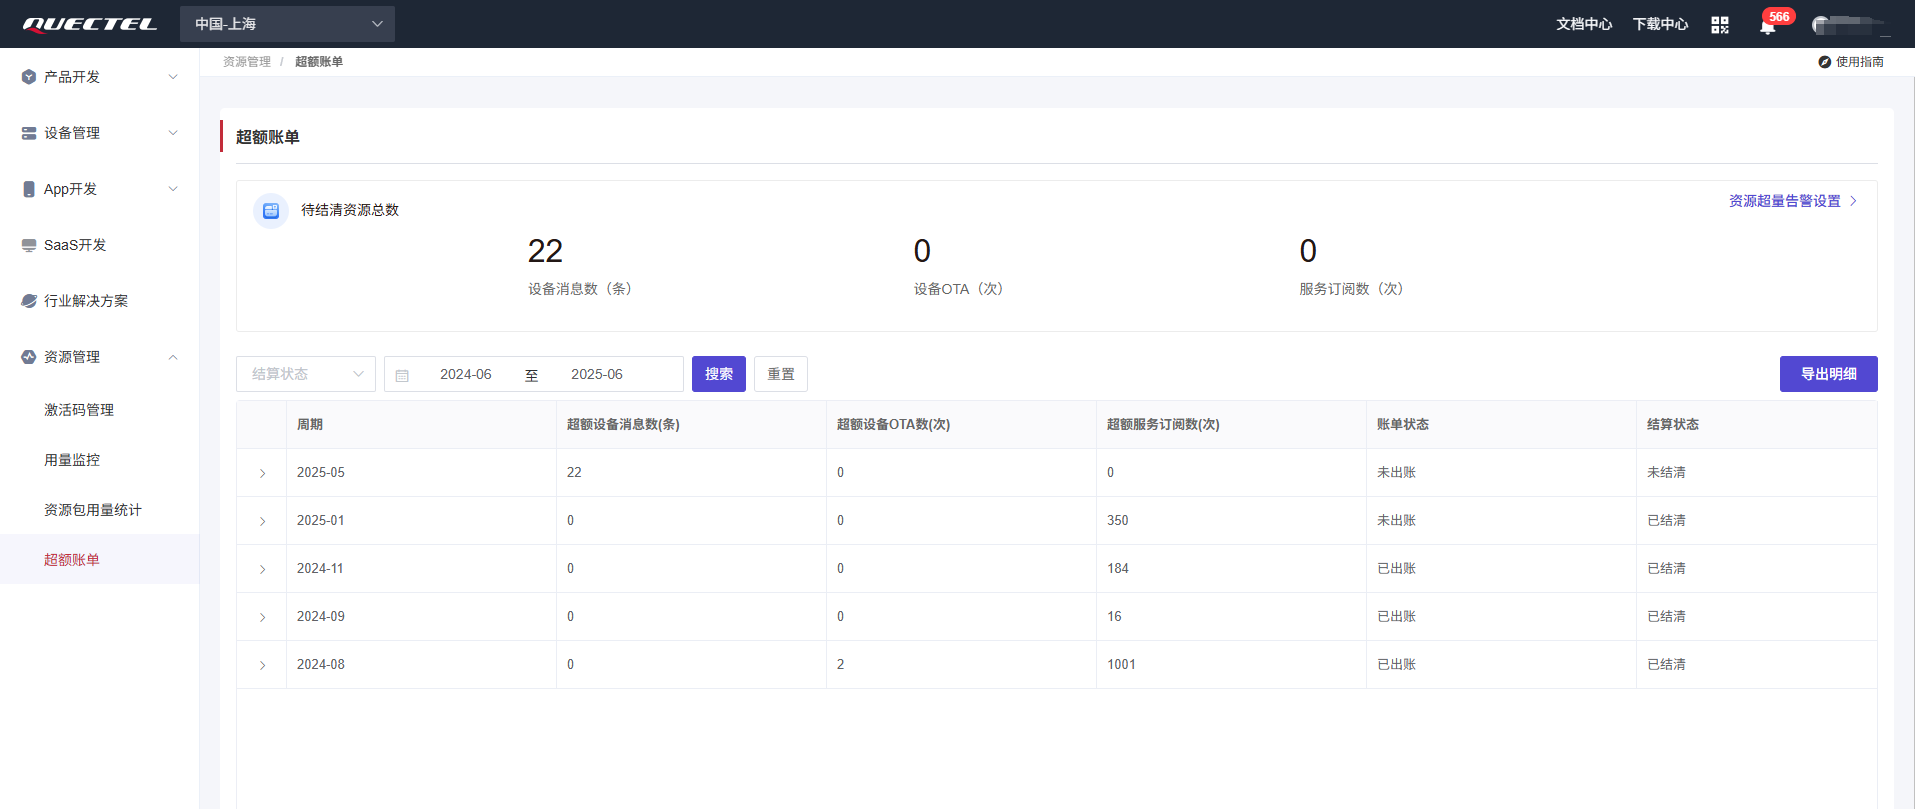 QUECTEL 中国-上海 文档中心 下载中心 566
产品开发
设备管理
App开发
SaaS开发
行业解决方案
资源管理
激活码管理
用量监控
资源包用量统计
超额账单
资源管理 / 超额账单 使用指南
超额账单
待结清资源总数 资源超量告警设置
22 0 0
设备消息数（条） 设备OTA（次） 服务订阅数（次）
结算状态 2024-06 至 2025-06 搜索 重置 导出明细
周期 超额设备消息数(条) 超额设备OTA数(次) 超额服务订阅数(次) 账单状态 结算状态
2025-05 22 0 0 未出账 未结清
2025-01 0 0 350 未出账 已结清
2024-11 0 0 184 已出账 已结清
2024-09 0 0 16 已出账 已结清
2024-08 0 2 1001 已出账 已结清